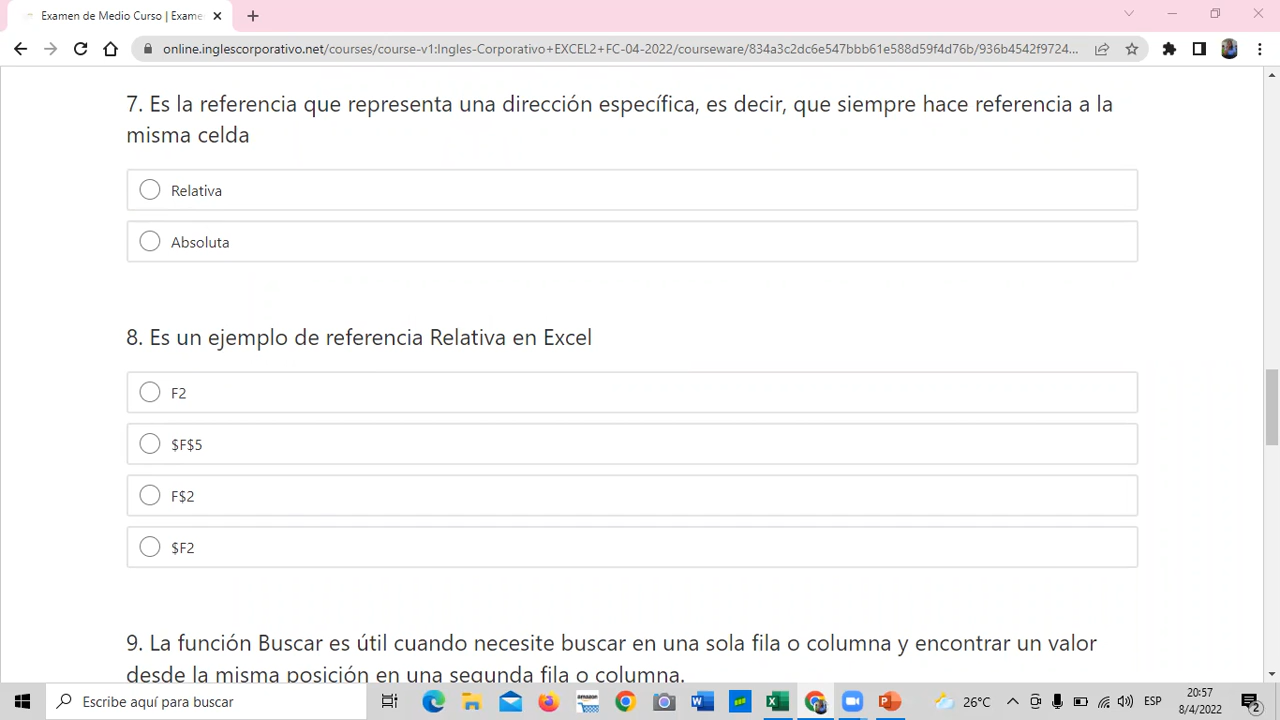 Examen de Medio Curso | Exame
online.inglescorporativo.net/courses/course-v1:Ingles-Corporativo+EXCEL2+FC-04-2022/courseware/834a3c2dc6e547bbb61e588d59f4d76b/936b4542f9724...
7. Es la referencia que representa una dirección específica, es decir, que siempre hace referencia a la
misma celda
Relativa
Absoluta
8. Es un ejemplo de referencia Relativa en Excel
F2
$F$5
F$2
$F2
9. La función Buscar es útil cuando necesite buscar en una sola fila o columna y encontrar un valor
desde la misma posición en una segunda fila o columna.
Escribe aquí para buscar
amazon
26°C
ESP
20:57
8/4/2022
2